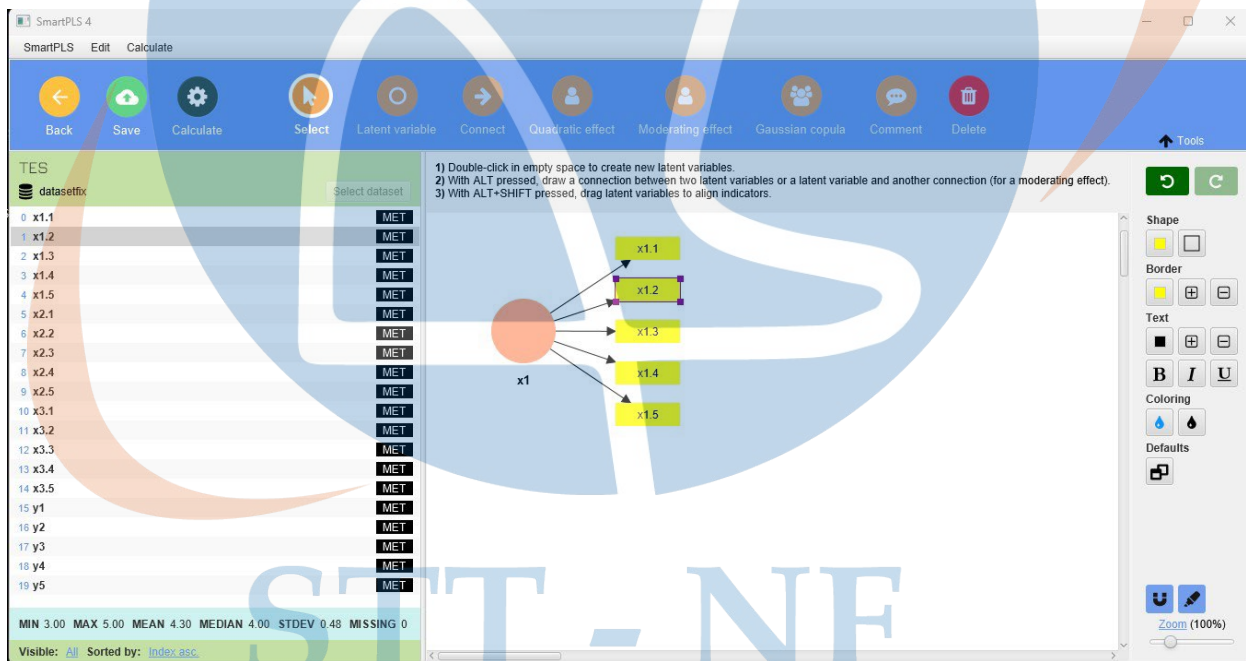 SmartPLS 4
SmartPLS Edit Calculate
Back Save Calculate Select Latent variable Connect Quadratic effect Moderating effect Gaussian copula Comment Delete
Tools
TES
datasetfix Select dataset
1) Double-click in empty space to create new latent variables.
2) With ALT pressed, draw a connection between two latent variables or a latent variable and another connection (for a moderating effect).
3) With ALT+SHIFT pressed, drag latent variables to align indicators.
0 x1.1 MET
1 x1.2 MET
2 x1.3 MET
3 x1.4 MET
4 x1.5 MET
5 x2.1 MET
6 x2.2 MET
7 x2.3 MET
8 x2.4 MET
9 x2.5 MET
10 x3.1 MET
11 x3.2 MET
12 x3.3 MET
13 x3.4 MET
14 x3.5 MET
15 y1 MET
16 y2 MET
17 y3 MET
18 y4 MET
19 y5 MET
MIN 3.00 MAX 5.00 MEAN 4.30 MEDIAN 4.00 STDEV 0.48 MISSING 0
Visible: All Sorted by: Index asc.
x1.1
x1.2
x1.3
x1.4
x1.5
x1
Shape
Border
Text
B I U
Coloring
Defaults
Zoom (100%)
STT - NF